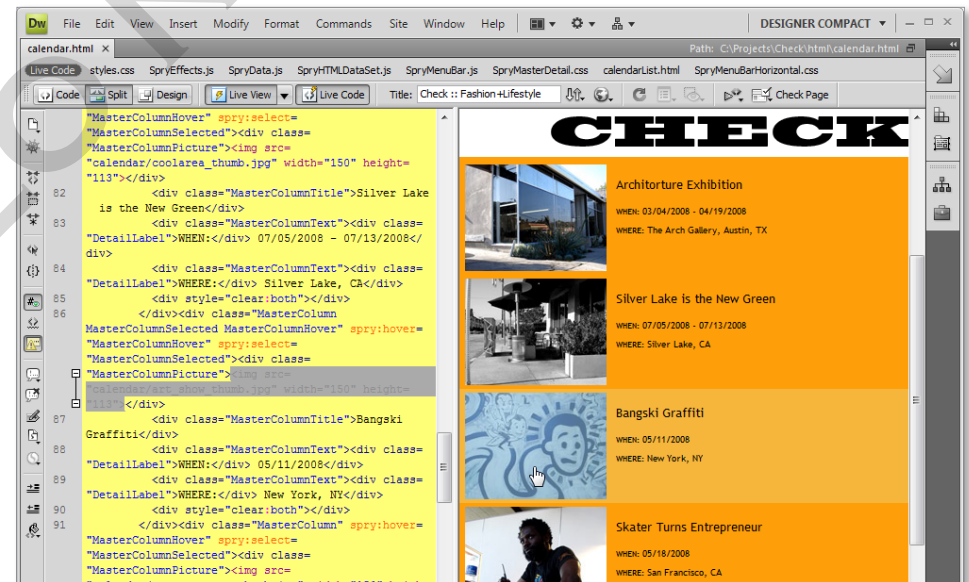 Dw File Edit View Insert Modify Format Commands Site Window Help DESIGNER COMPACT
calendar.html × Path: C:\Projects\Check\html\calendar.html
Live Code styles.css SpryEffects.js SpryData.js SpryHTMLDataSet.js SpryMenuBar.js SpryMasterDetail.css calendarList.html SpryMenuBarHorizontal.css
Code Split Design Live View Live Code Title: Check :: Fashion+Lifestyle Check Page
"MasterColumnHover" spry:select=
"MasterColumnSelected"><div class=
"MasterColumnPicture"><img src=
"calendar/coolarea_thumb.jpg" width="150" height=
"113"></div>
82 <div class="MasterColumnTitle">Silver Lake
is the New Green</div>
83 <div class="MasterColumnText"><div class=
"DetailLabel">WHEN:</div> 07/05/2008 - 07/13/2008</
div>
84 <div class="MasterColumnText"><div class=
"DetailLabel">WHERE:</div> Silver Lake, CA</div>
85 <div style="clear:both"></div>
86 </div><div class="MasterColumn
MasterColumnSelected MasterColumnHover" spry:hover=
"MasterColumnHover" spry:select=
"MasterColumnSelected"><div class=
"MasterColumnPicture"><img src=
"calendar/art_show_thumb.jpg" width="150" height=
"113"></div>
87 <div class="MasterColumnTitle">Bangski
Graffiti</div>
88 <div class="MasterColumnText"><div class=
"DetailLabel">WHEN:</div> 05/11/2008</div>
89 <div class="MasterColumnText"><div class=
"DetailLabel">WHERE:</div> New York, NY</div>
90 <div style="clear:both"></div>
91 </div><div class="MasterColumn" spry:hover=
"MasterColumnHover" spry:select=
"MasterColumnSelected"><div class=
"MasterColumnPicture"><img src=
CHECK
Architorture Exhibition
WHEN: 03/04/2008 - 04/19/2008
WHERE: The Arch Gallery, Austin, TX
Silver Lake is the New Green
WHEN: 07/05/2008 - 07/13/2008
WHERE: Silver Lake, CA
Bangski Graffiti
WHEN: 05/11/2008
WHERE: New York, NY
Skater Turns Entrepreneur
WHEN: 05/18/2008
WHERE: San Francisco, CA